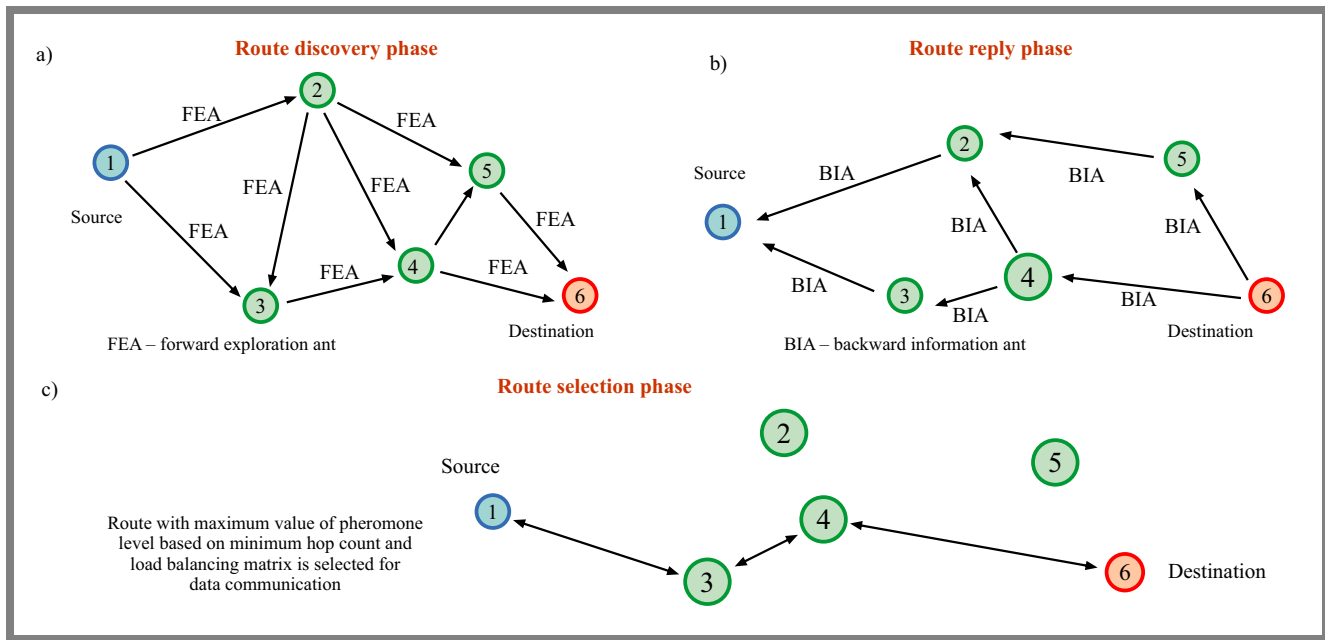 a)
Route discovery phase
FEA
2
FEA
1
5
FEA
FEA
FEA
Source
FEA
FEA
FEA
4
FEA
3
6
Destination
FEA – forward exploration ant
b)
Route reply phase
2
5
BIA
BIA
Source
1
BIA
BIA
4
BIA
3
BIA
BIA
6
Destination
BIA – backward information ant
c)
Route selection phase
2
5
Source
1
4
3
6
Destination
Route with maximum value of pheromone
level based on minimum hop count and
load balancing matrix is selected for
data communication